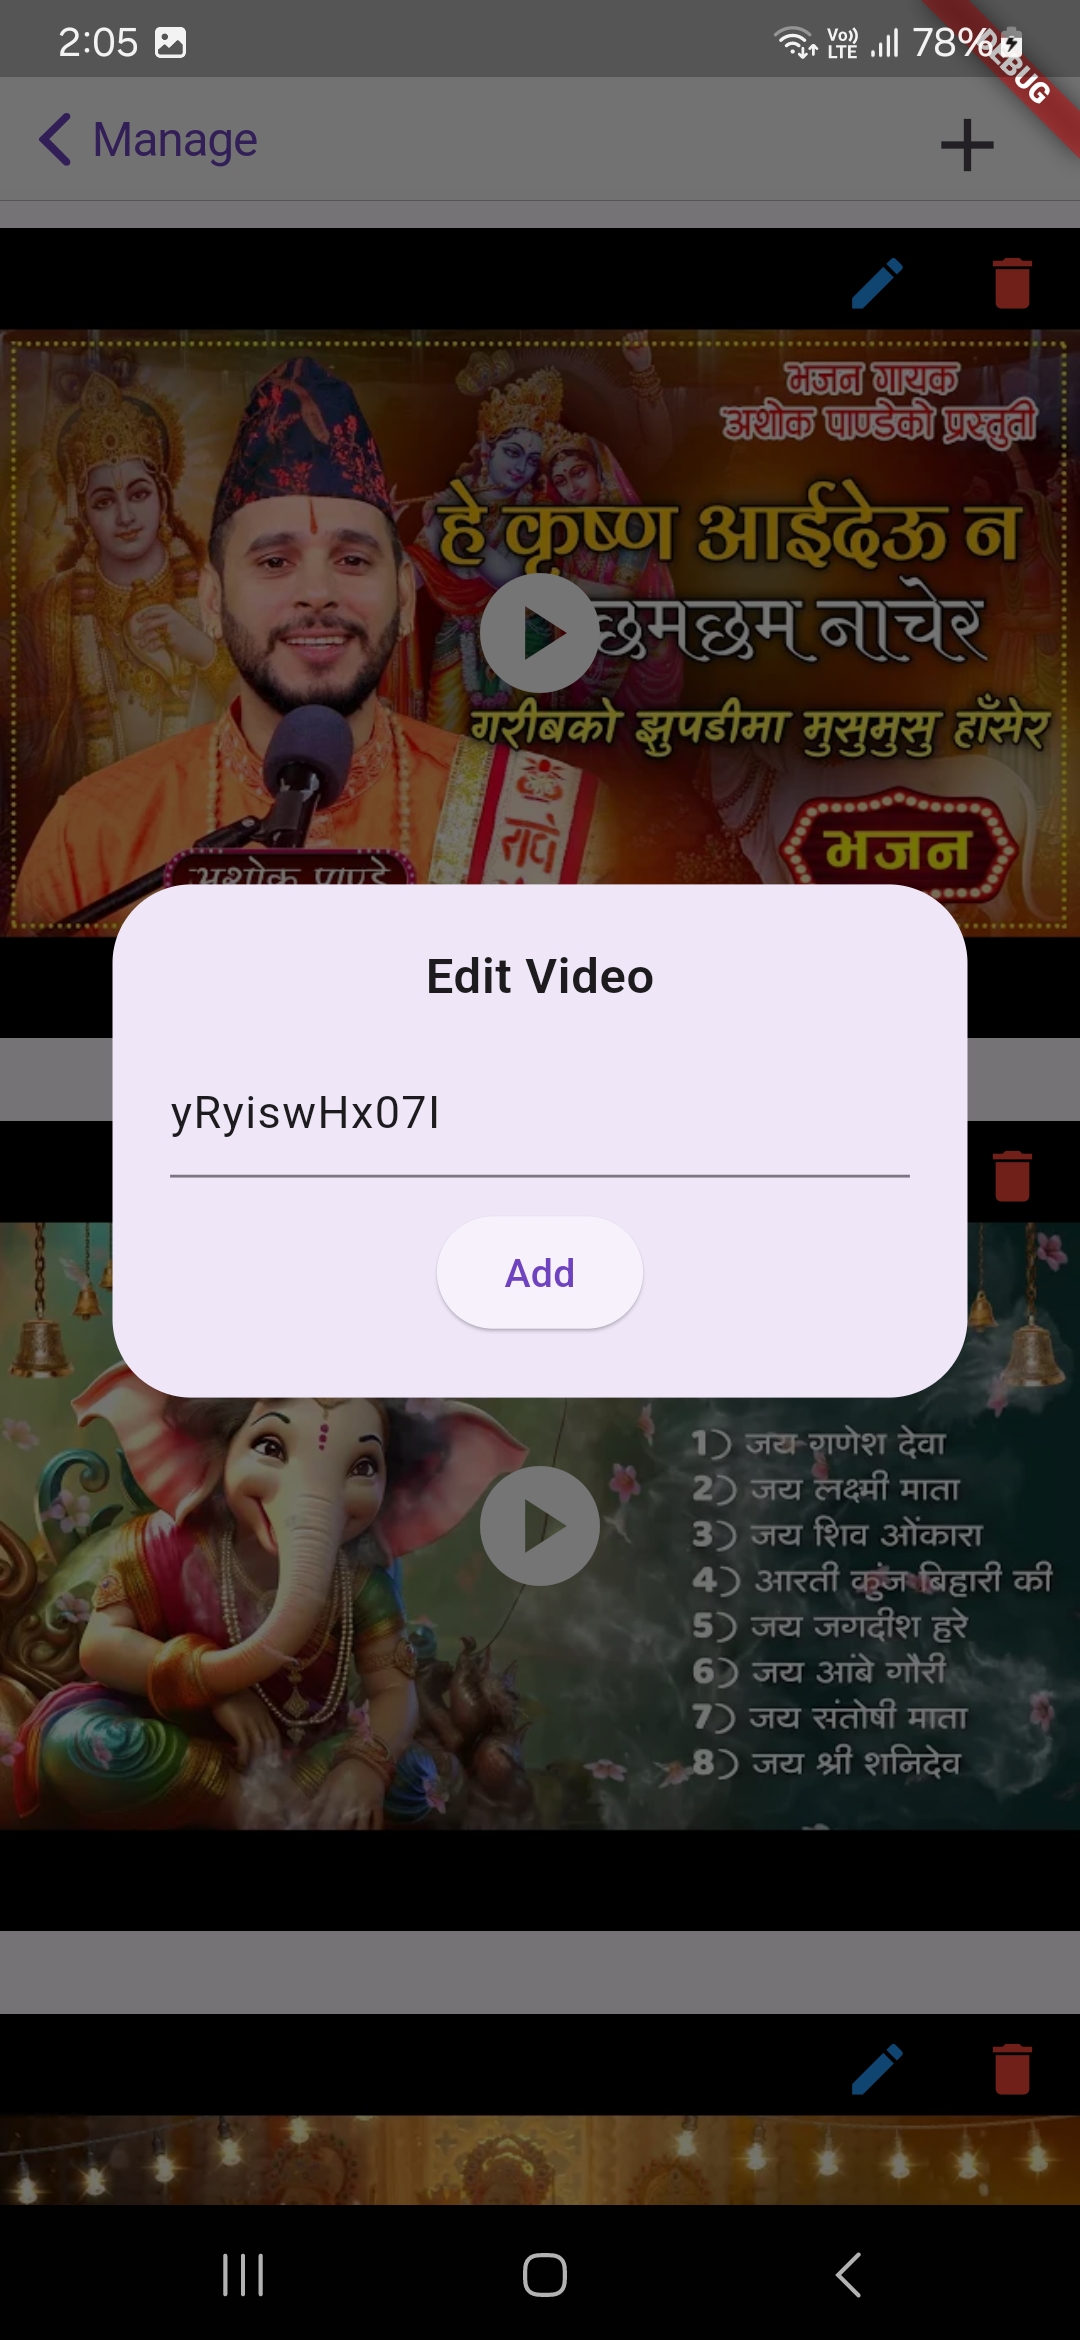 2:05
Vo))
LTE
78%
DEBUG
Manage
भजन गायक
अशोक पाण्डेको प्रस्तुती
हे कृष्ण आईदेऊ न
छमछम नाचेर
गरीबको झुपडीमा मुसुमुसु हाँसेर
राधे
भजन
अशोक पाण्डे
Edit Video
yRyiswHx07I
Add
1) जय गणेश देवा
2) जय लक्ष्मी माता
3) जय शिव ओंकारा
4) आरती कुंज बिहारी की
5) जय जगदीश हरे
6) जय आंबे गौरी
7) जय संतोषी माता
8) जय श्री शनिदेव